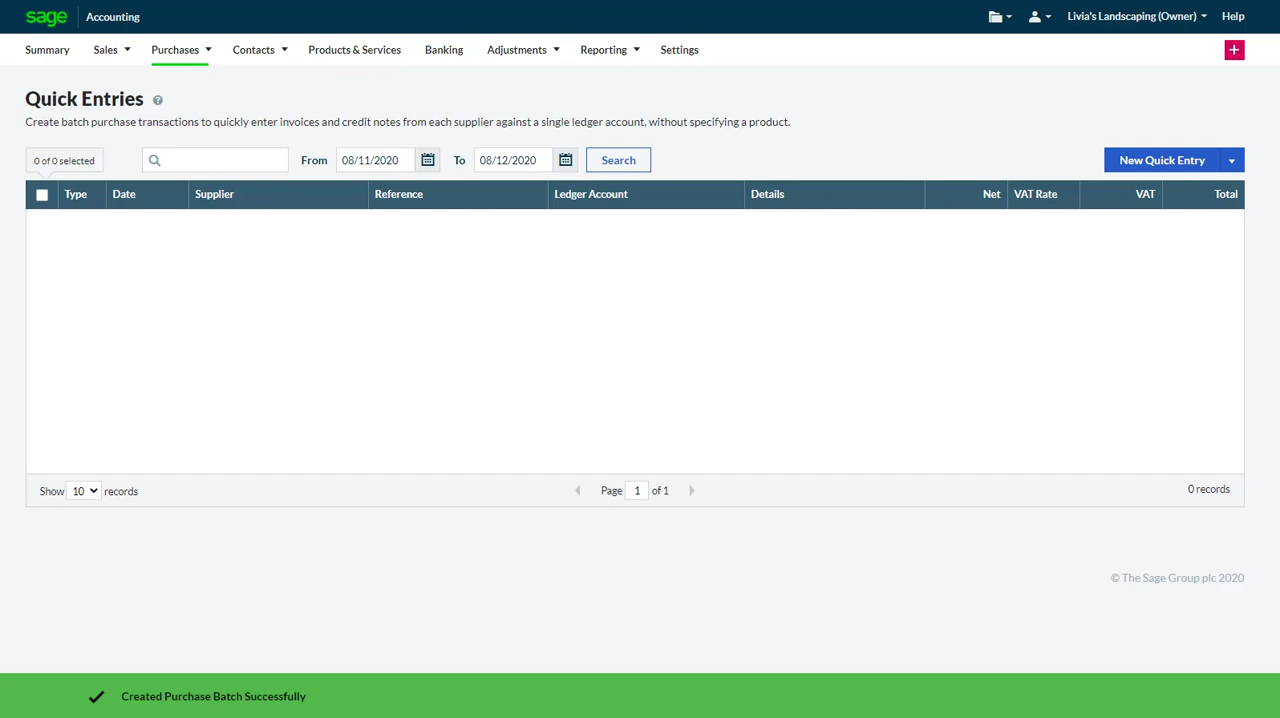 sage Accounting Livia's Landscaping (Owner) Help
Summary Sales Purchases Contacts Products & Services Banking Adjustments Reporting Settings +
Quick Entries ?
Create batch purchase transactions to quickly enter invoices and credit notes from each supplier against a single ledger account, without specifying a product.
0 of 0 selected From 08/11/2020 To 08/12/2020 Search New Quick Entry
Type Date Supplier Reference Ledger Account Details Net VAT Rate VAT Total
Show 10 records Page 1 of 1 0 records
© The Sage Group plc 2020
Created Purchase Batch Successfully